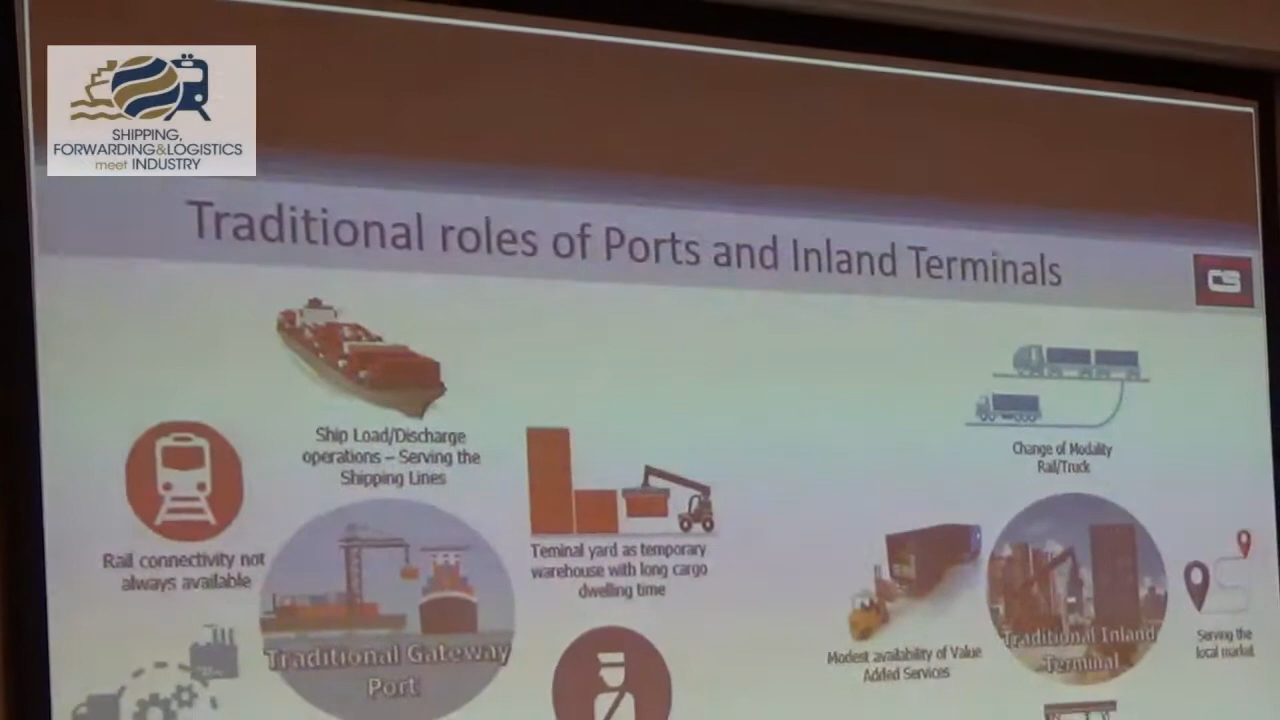 SHIPPING,
FORWARDING&LOGISTICS
meet INDUSTRY
Traditional roles of Ports and Inland Terminals
CS
Ship Load/Discharge
operations – Serving the
Shipping Lines
Rail connectivity not
always available
Teminal yard as temporary
warehouse with long cargo
dwelling time
Traditional Gateway
Port
Change of Modality
Rail/Truck
Modest availability of Value
Added Services
Traditional Inland
Terminal
Serving the
local market